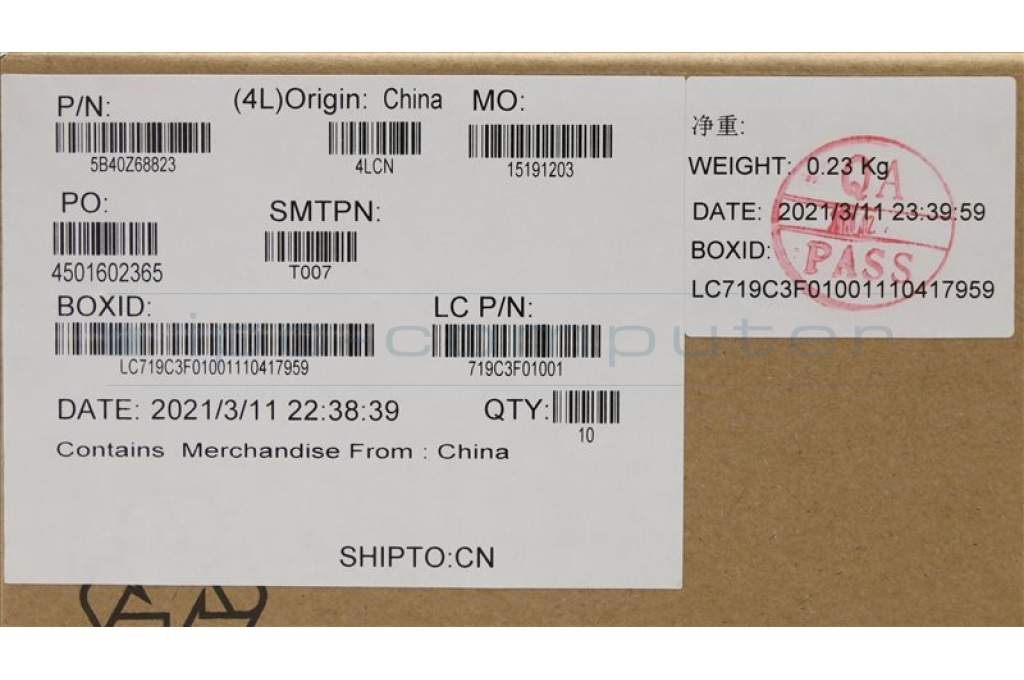 P/N:
5B40Z68823
(4L)Origin: China
4LCN
MO:
15191203
PO:
4501602365
SMTPN:
T007
BOXID:
LC719C3F01001110417959
LC P/N:
719C3F01001
DATE: 2021/3/11 22:38:39
QTY:
10
Contains Merchandise From : China
SHIPTO:CN
净重:
WEIGHT: 0.23 Kg
DATE: 2021/3/11 23:39:59
BOXID:
LC719C3F01001110417959
QA
PASS
computer